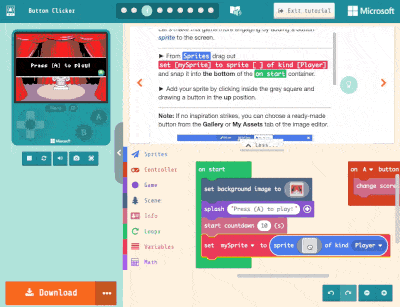 Button Clicker
3
Exit tutorial
Microsoft
Let's make this game more engaging by adding a button
sprite to the screen.
► From Sprites drag out
set [mySprite] to sprite [ ] of kind [Player]
and snap it into the bottom of the on start container.
► Add your sprite by clicking inside the grey square and
drawing a button in the up position.
Note: If no inspiration strikes, you can choose a ready-made
button from the Gallery or My Assets tab of the image editor.
Less...
Press (A) to Play!
Menu
B
A
Microsoft
Sprites
Controller
Game
Scene
Info
Loops
Variables
Math
on start
set background image to
splash "Press (A) to play!"
start countdown 10 (s)
set mySprite to sprite of kind Player
on A button
change score
Download